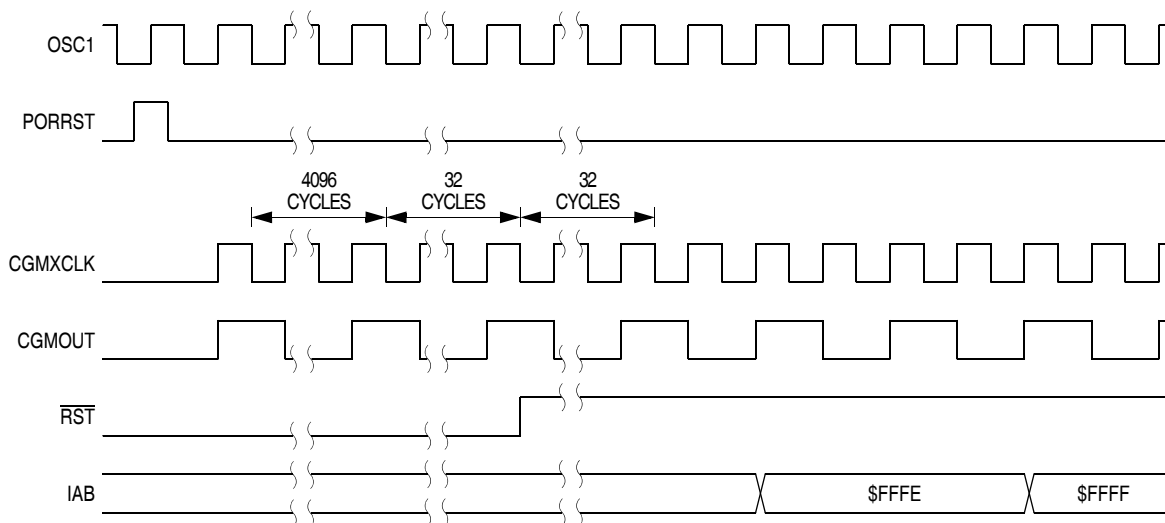 OSC1
PORRST
4096
CYCLES
32
CYCLES
32
CYCLES
CGMXCLK
CGMOUT
RST
IAB
$FFFE
$FFFF